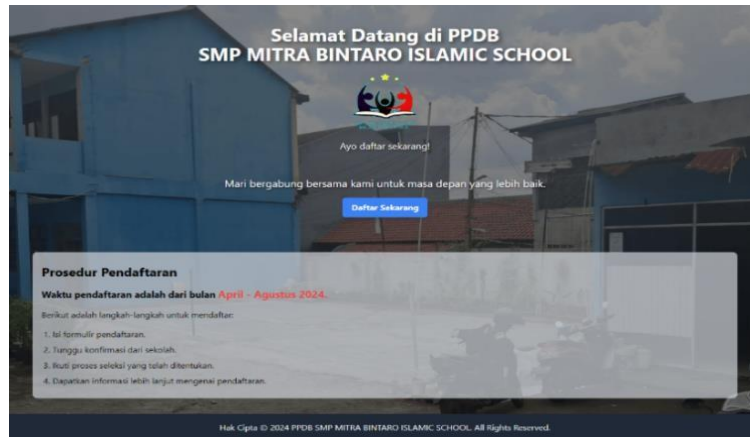 Selamat Datang di PPDB
SMP MITRA BINTARO ISLAMIC SCHOOL
Ayo daftar sekarang!
Mari bergabung bersama kami untuk masa depan yang lebih baik.
Daftar Sekarang
Prosedur Pendaftaran
Waktu pendaftaran adalah dari bulan April - Agustus 2024.
Berikut adalah langkah-langkah untuk mendaftar:
1. Isi formulir pendaftaran.
2. Tunggu konfirmasi dari sekolah.
3. Ikuti proses seleksi yang telah ditentukan.
4. Dapatkan informasi lebih lanjut mengenai pendaftaran.
Hak Cipta © 2024 PPDB SMP MITRA BINTARO ISLAMIC SCHOOL. All Rights Reserved.